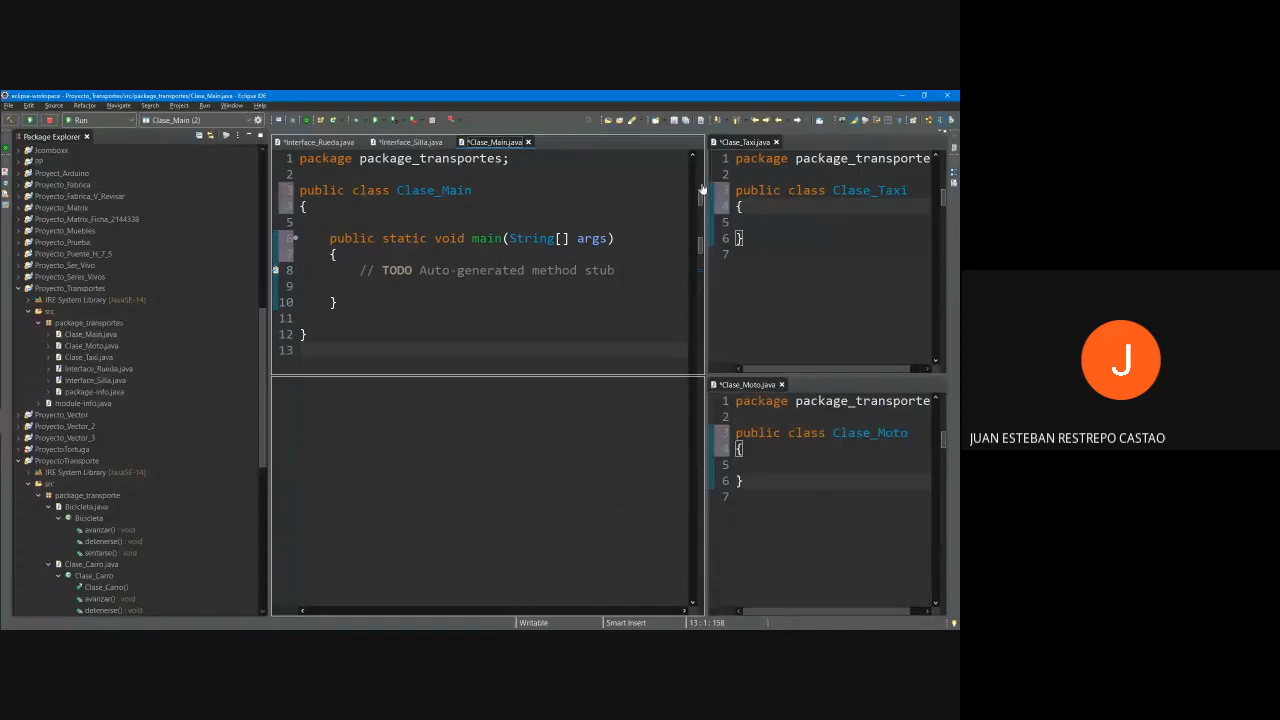 eclipse-workspace - Proyecto_Transportes/src/package_transportes/Clase_Main.java - Eclipse IDE
File Edit Source Refactor Navigate Search Project Run Window Help
Run
Clase_Main (2)
Package Explorer
Jcomboxx
PP
Proyect_Arduino
Proyecto_Fabrica
Proyecto_Fabrica_V_Revisar
Proyecto_Matrix
Proyecto_Matrix_Ficha_2144338
Proyecto_Muebles
Proyecto_Prueba
Proyecto_Puente_H_7_5
Proyecto_Ser_Vivo
Proyecto_Seres_Vivos
Proyecto_Transportes
JRE System Library [JavaSE-14]
src
package_transportes
Clase_Main.java
Clase_Moto.java
Clase_Taxi.java
Interface_Rueda.java
Interface_Silla.java
package-info.java
module-info.java
Proyecto_Vector
Proyecto_Vector_2
Proyecto_Vector_3
ProyectoTortuga
ProyectoTransporte
JRE System Library [JavaSE-14]
src
package_transporte
Bicicleta.java
Bicicleta
avanzar() : void
detenerse() : void
sentarse() : void
Clase_Carro.java
Clase_Carro
Clase_Carro()
avanzar() : void
detenerse() : void
*Interface_Rueda.java
*Interface_Silla.java
*Clase_Main.java
1 package package_transportes;
3 public class Clase_Main
{
5
6 public static void main(String[] args)
7 {
8 // TODO Auto-generated method stub
9
10 }
11
12 }
13
*Clase_Taxi.java
1 package package_transporte
2
3 public class Clase_Taxi
4 {
5
6 }
7
*Clase_Moto.java
1 package package_transporte
2
3 public class Clase_Moto
4 {
5
6 }
7
Writable
Smart Insert
13 : 1 : 158
J
JUAN ESTEBAN RESTREPO CASTAO